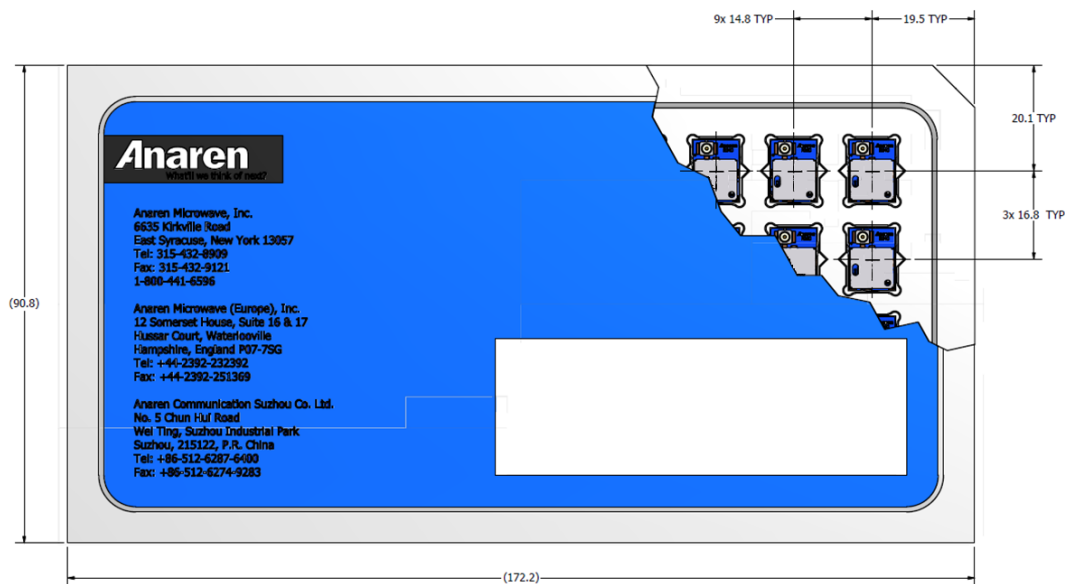 9x 14.8 TYP
19.5 TYP
20.1 TYP
3x 16.8 TYP
(90.8)
(172.2)
Anaren
What'll we think of next?
Anaren Microwave, Inc.
6635 Kirkville Road
East Syracuse, New York 13057
Tel: 315-432-8909
Fax: 315-432-9121
1-800-441-6596
Anaren Microwave (Europe), Inc.
12 Somerset House, Suite 16 & 17
Hussar Court, Waterlooville
Hampshire, England P07-7SG
Tel: +44-2392-232392
Fax: +44-2392-251369
Anaren Communication Suzhou Co. Ltd.
No. 5 Chun Hui Road
Wei Ting, Suzhou Industrial Park
Suzhou, 215122, P.R. China
Tel: +86-512-6287-6400
Fax: +86-512-6274-9283
Anaren
Anaren
Anaren
Anaren
Anaren